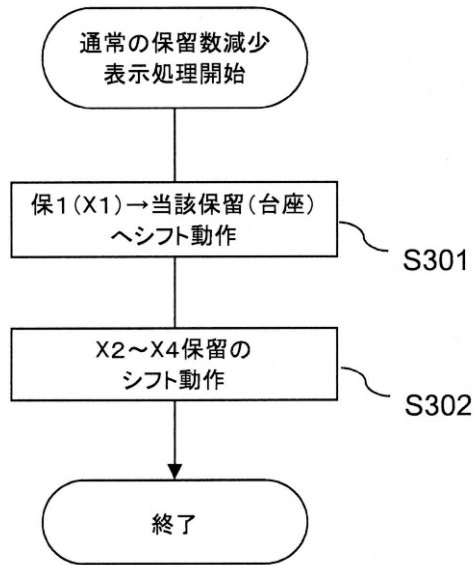 通常の保留数減少
表示処理開始
保1(X1)→当該保留(台座)
へシフト動作
S301
X2～X4保留の
シフト動作
S302
終了